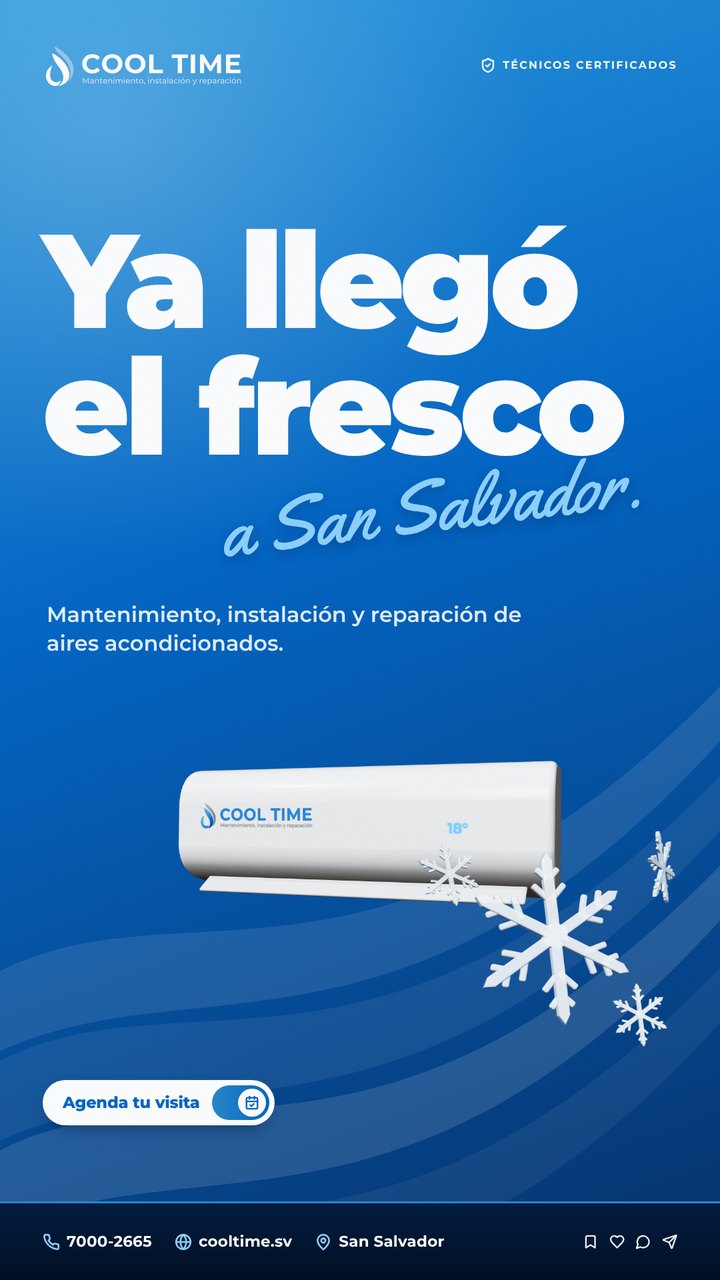 COOL TIME
Mantenimiento, instalación y reparación
TÉCNICOS CERTIFICADOS
Ya llegó
el fresco
a San Salvador.
Mantenimiento, instalación y reparación de
aires acondicionados.
COOL TIME
Mantenimiento, instalación y reparación
18°
Agenda tu visita
7000-2665
cooltime.sv
San Salvador